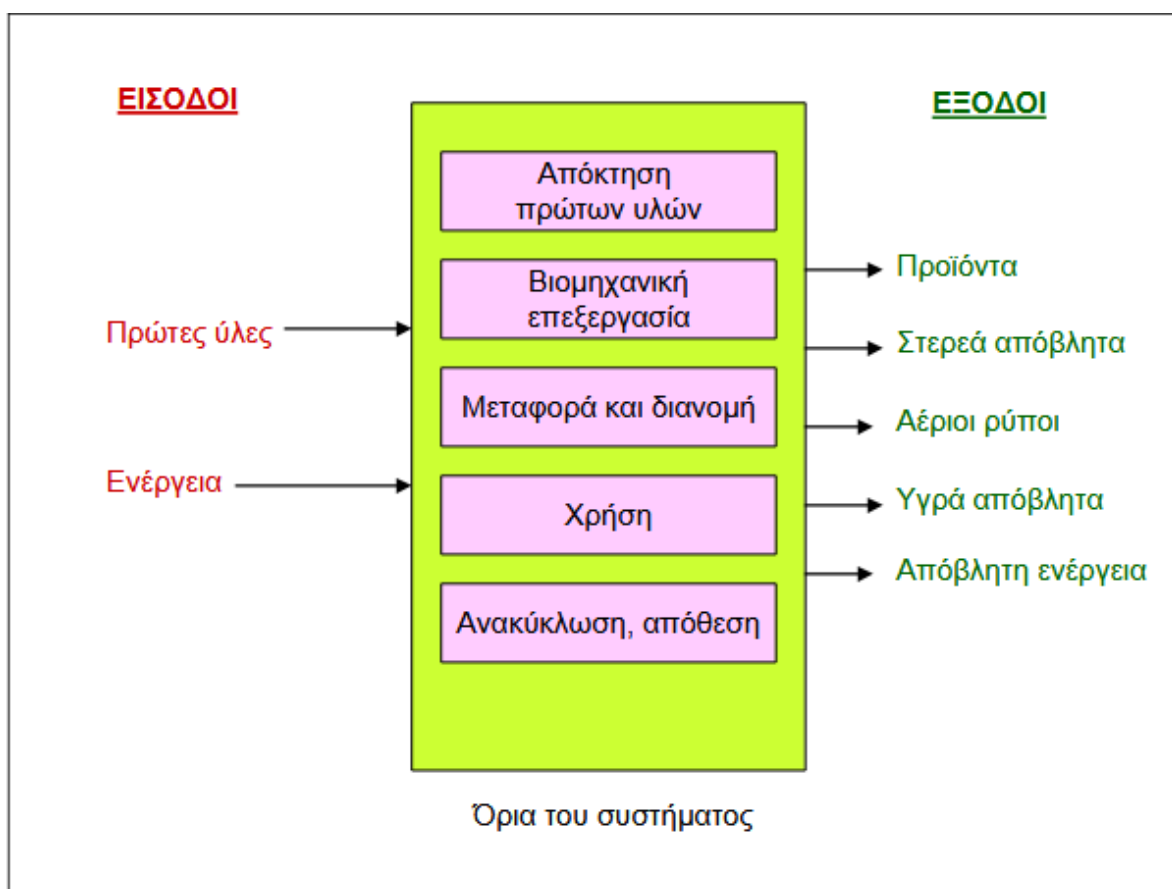 ΕΙΣΟΔΟΙ
Πρώτες ύλες
Ενέργεια
Απόκτηση
πρώτων υλών
Βιομηχανική
επεξεργασία
Μεταφορά και διανομή
Χρήση
Ανακύκλωση, απόθεση
Όρια του συστήματος
ΕΞΟΔΟΙ
Προϊόντα
Στερεά απόβλητα
Αέριοι ρύποι
Υγρά απόβλητα
Απόβλητη ενέργεια